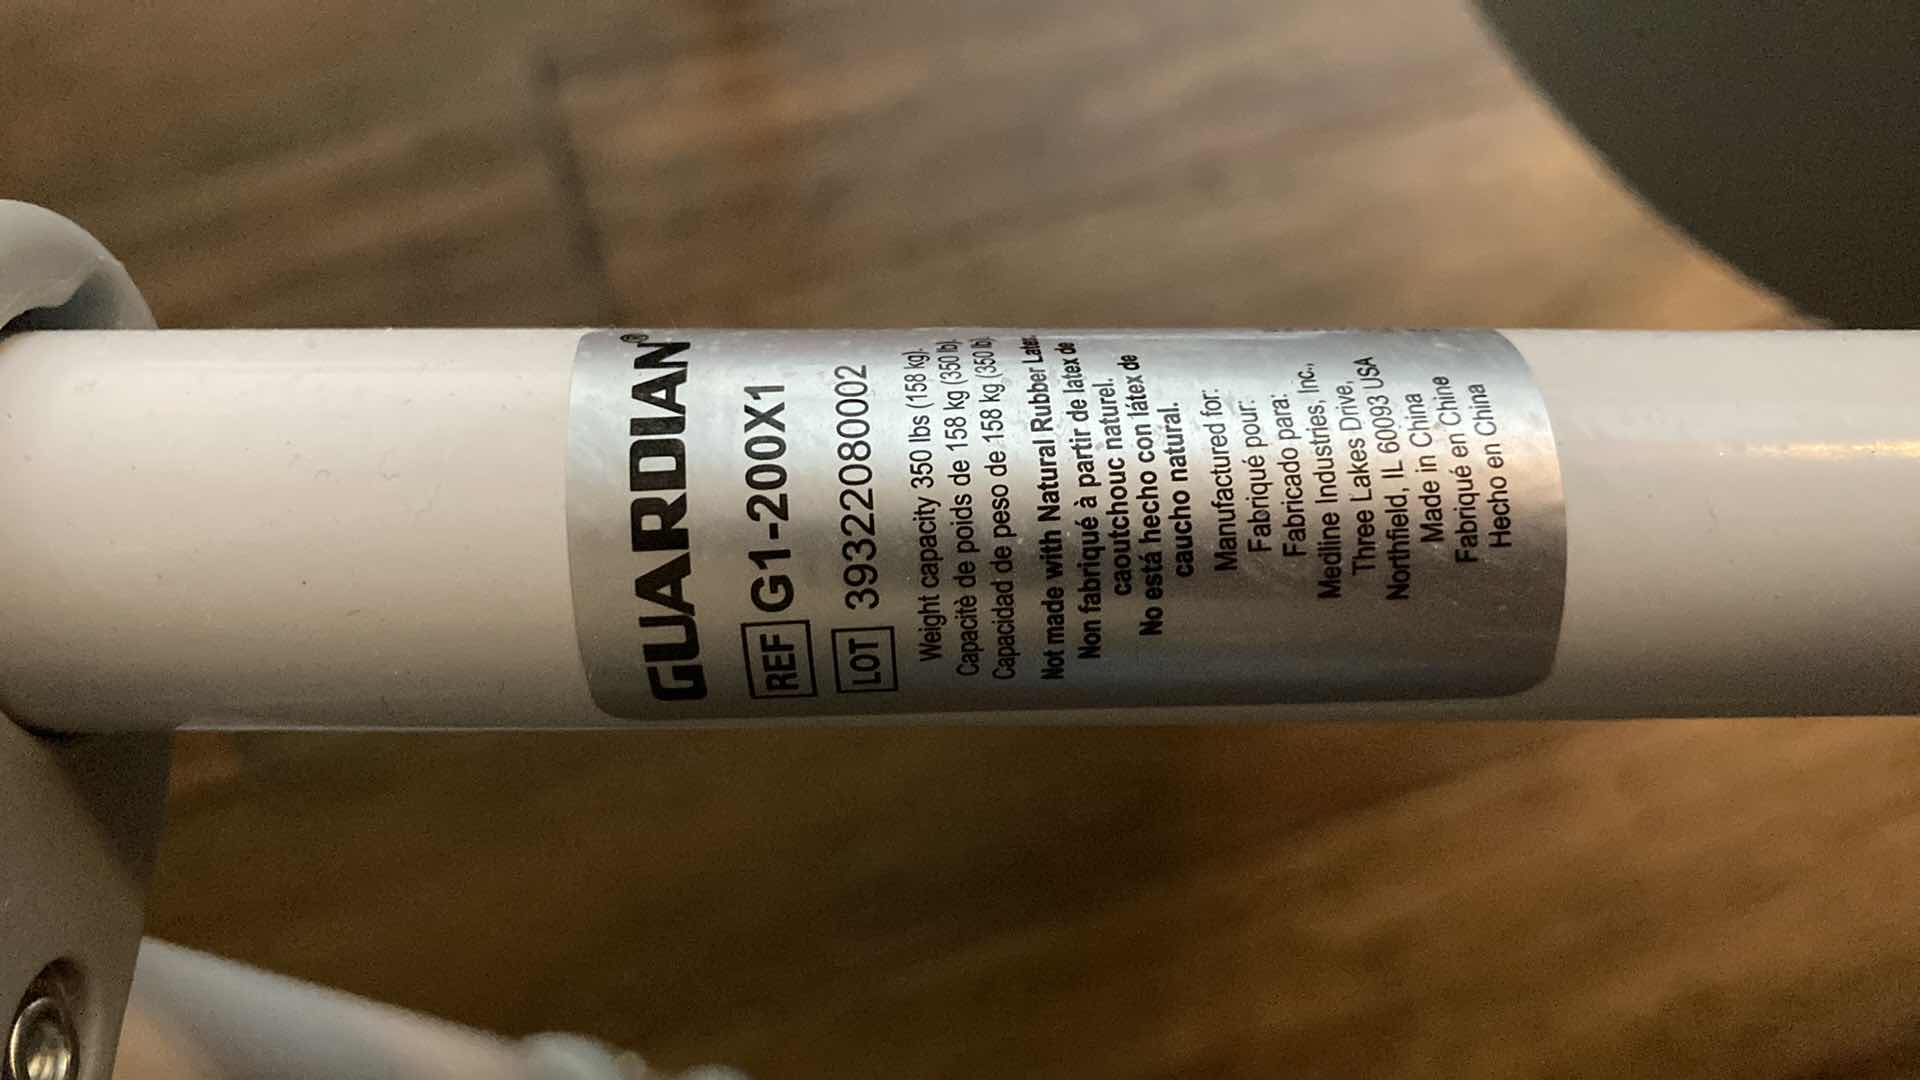 GUARDIAN®
REF G1-200X1
LOT 39322080002
Weight capacity 350 lbs (158 kg).
Capacitè de poids de 158 kg (350 lb).
Capacidad de peso de 158 kg (350 lb)
Not made with Natural Rubber Latex.
Non fabriqué à partir de latex de
caoutchouc naturel.
No está hecho con látex de
caucho natural.
Manufactured for:
Fabriqué pour:
Fabricado para:
Medline Industries, Inc.,
Three Lakes Drive,
Northfield, IL 60093 USA
Made in China
Fabriqué en Chine
Hecho en China